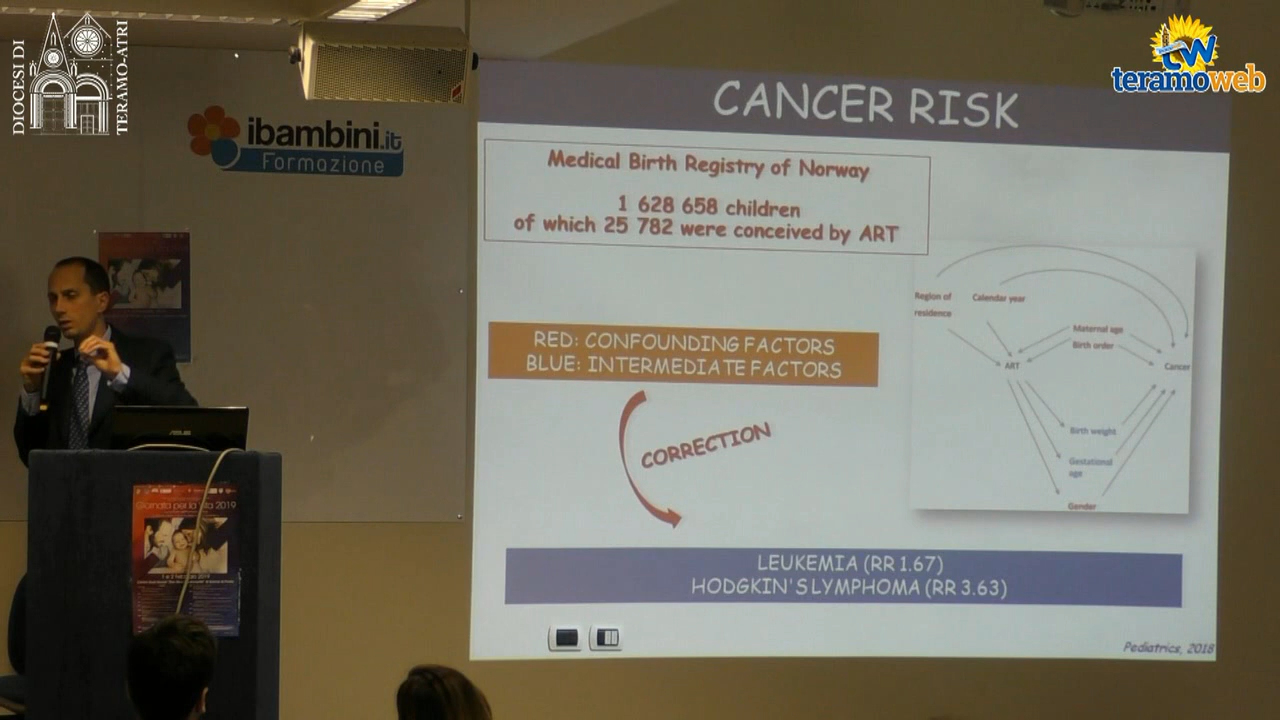 DIOCESI DI
TERAMO-ATRI
ibambini.it
Formazione
tw
teramoweb
CANCER RISK
Medical Birth Registry of Norway
1 628 658 children
of which 25 782 were conceived by ART
RED: CONFOUNDING FACTORS
BLUE: INTERMEDIATE FACTORS
CORRECTION
Region of
residence
Calendar year
Maternal age
Birth order
ART
Cancer
Birth weight
Gestational
age
Gender
LEUKEMIA (RR 1.67)
HODGKIN'S LYMPHOMA (RR 3.63)
Pediatrics, 2018
ASUS
Giornata per la Vita 2019